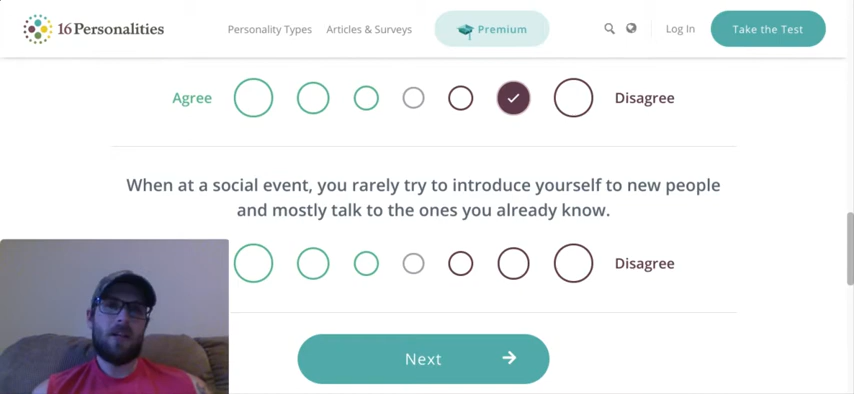 16Personalities
Personality Types
Articles & Surveys
Premium
Log In
Take the Test
Agree
Disagree
When at a social event, you rarely try to introduce yourself to new people
and mostly talk to the ones you already know.
Disagree
Next